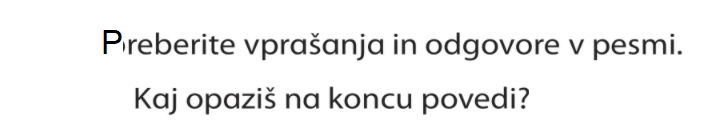 Preberite vprašanja in odgovore v pesmi.
Kaj opaziš na koncu povedi?